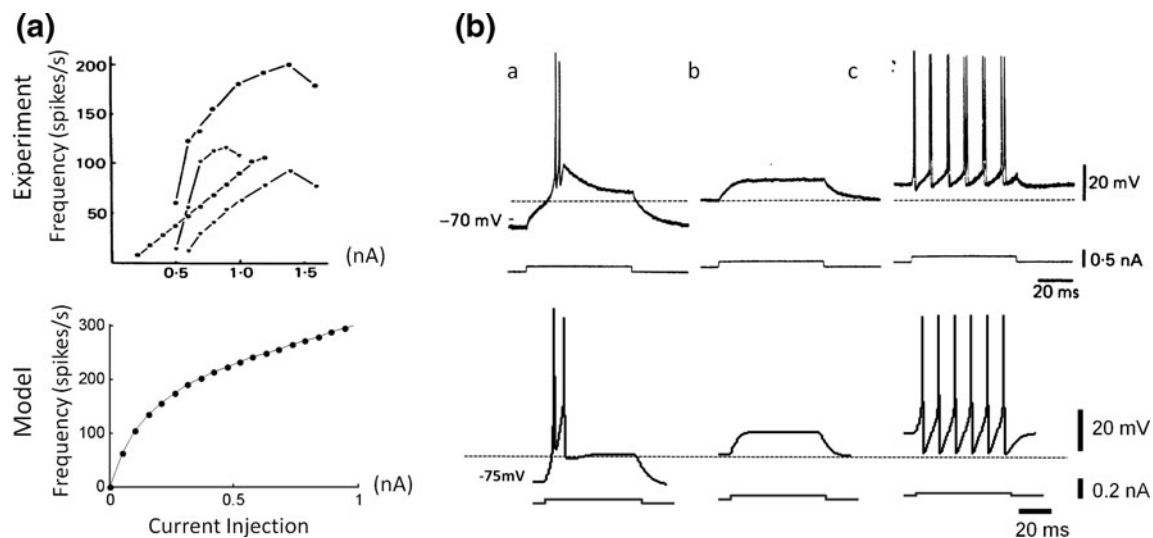 (a)
Experiment
Frequency (spikes/s)
200
150
100
50
0·5
1·0
1·5
(nA)
Model
Frequency (spikes/s)
300
200
100
0
0
0.5
1
(nA)
Current Injection
(b)
a
b
c
-70 mV
20 mV
0·5 nA
20 ms
-75mV
20 mV
0.2 nA
20 ms